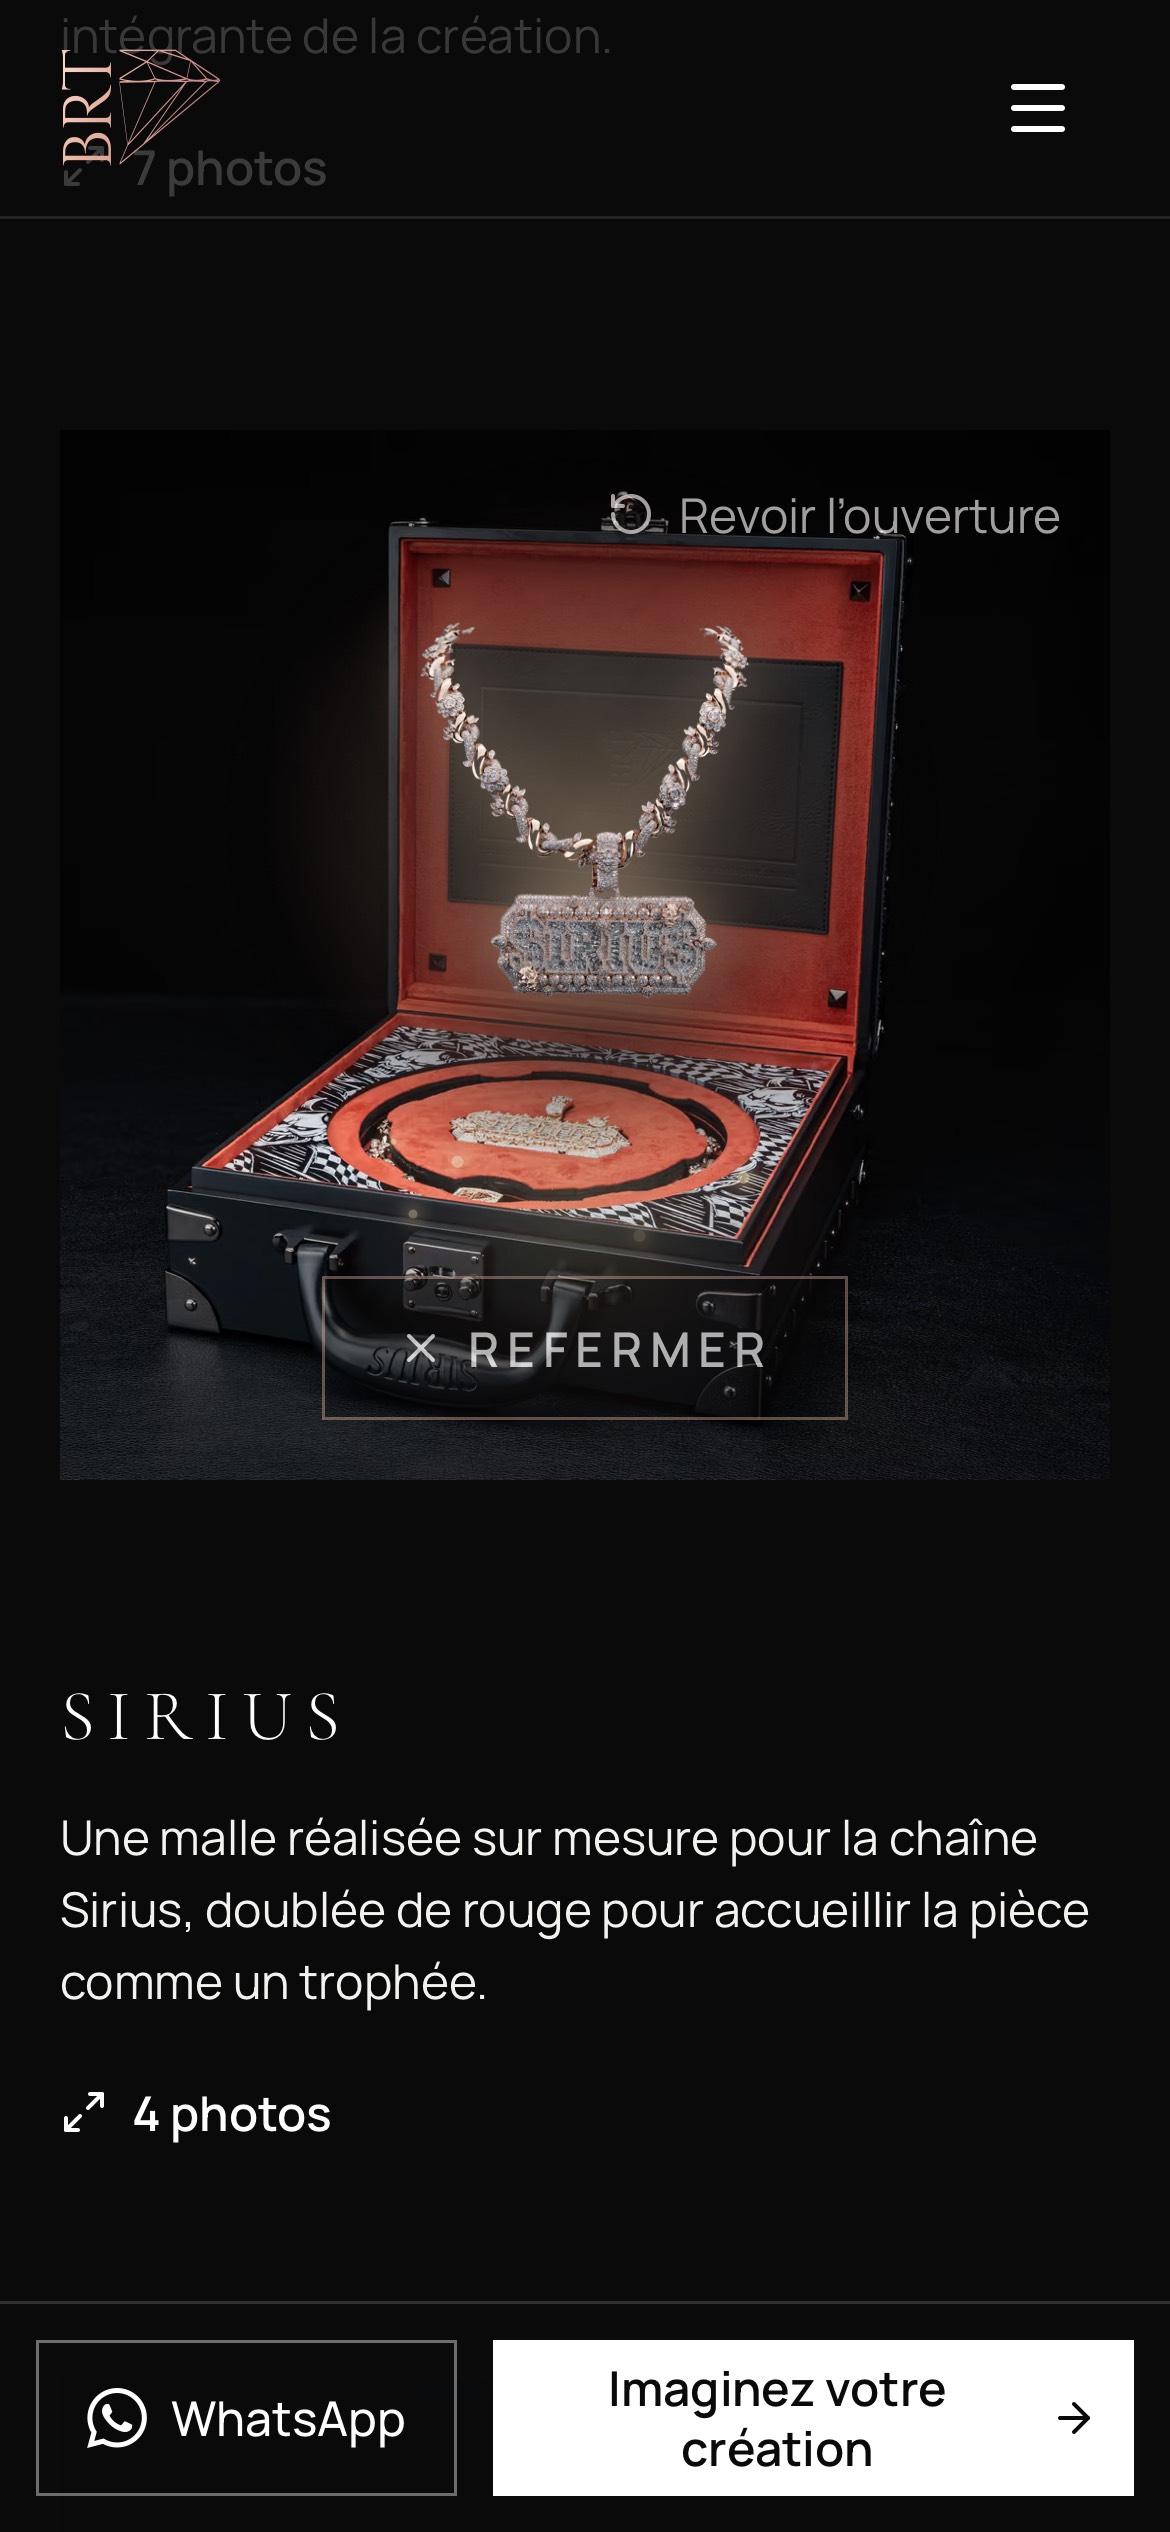 intégrante de la création.
BRT
7 photos
Revoir l’ouverture
SIRIUS
REFERMER
SIRIUS
SIRIUS
Une malle réalisée sur mesure pour la chaîne
Sirius, doublée de rouge pour accueillir la pièce
comme un trophée.
4 photos
WhatsApp
Imaginez votre
création